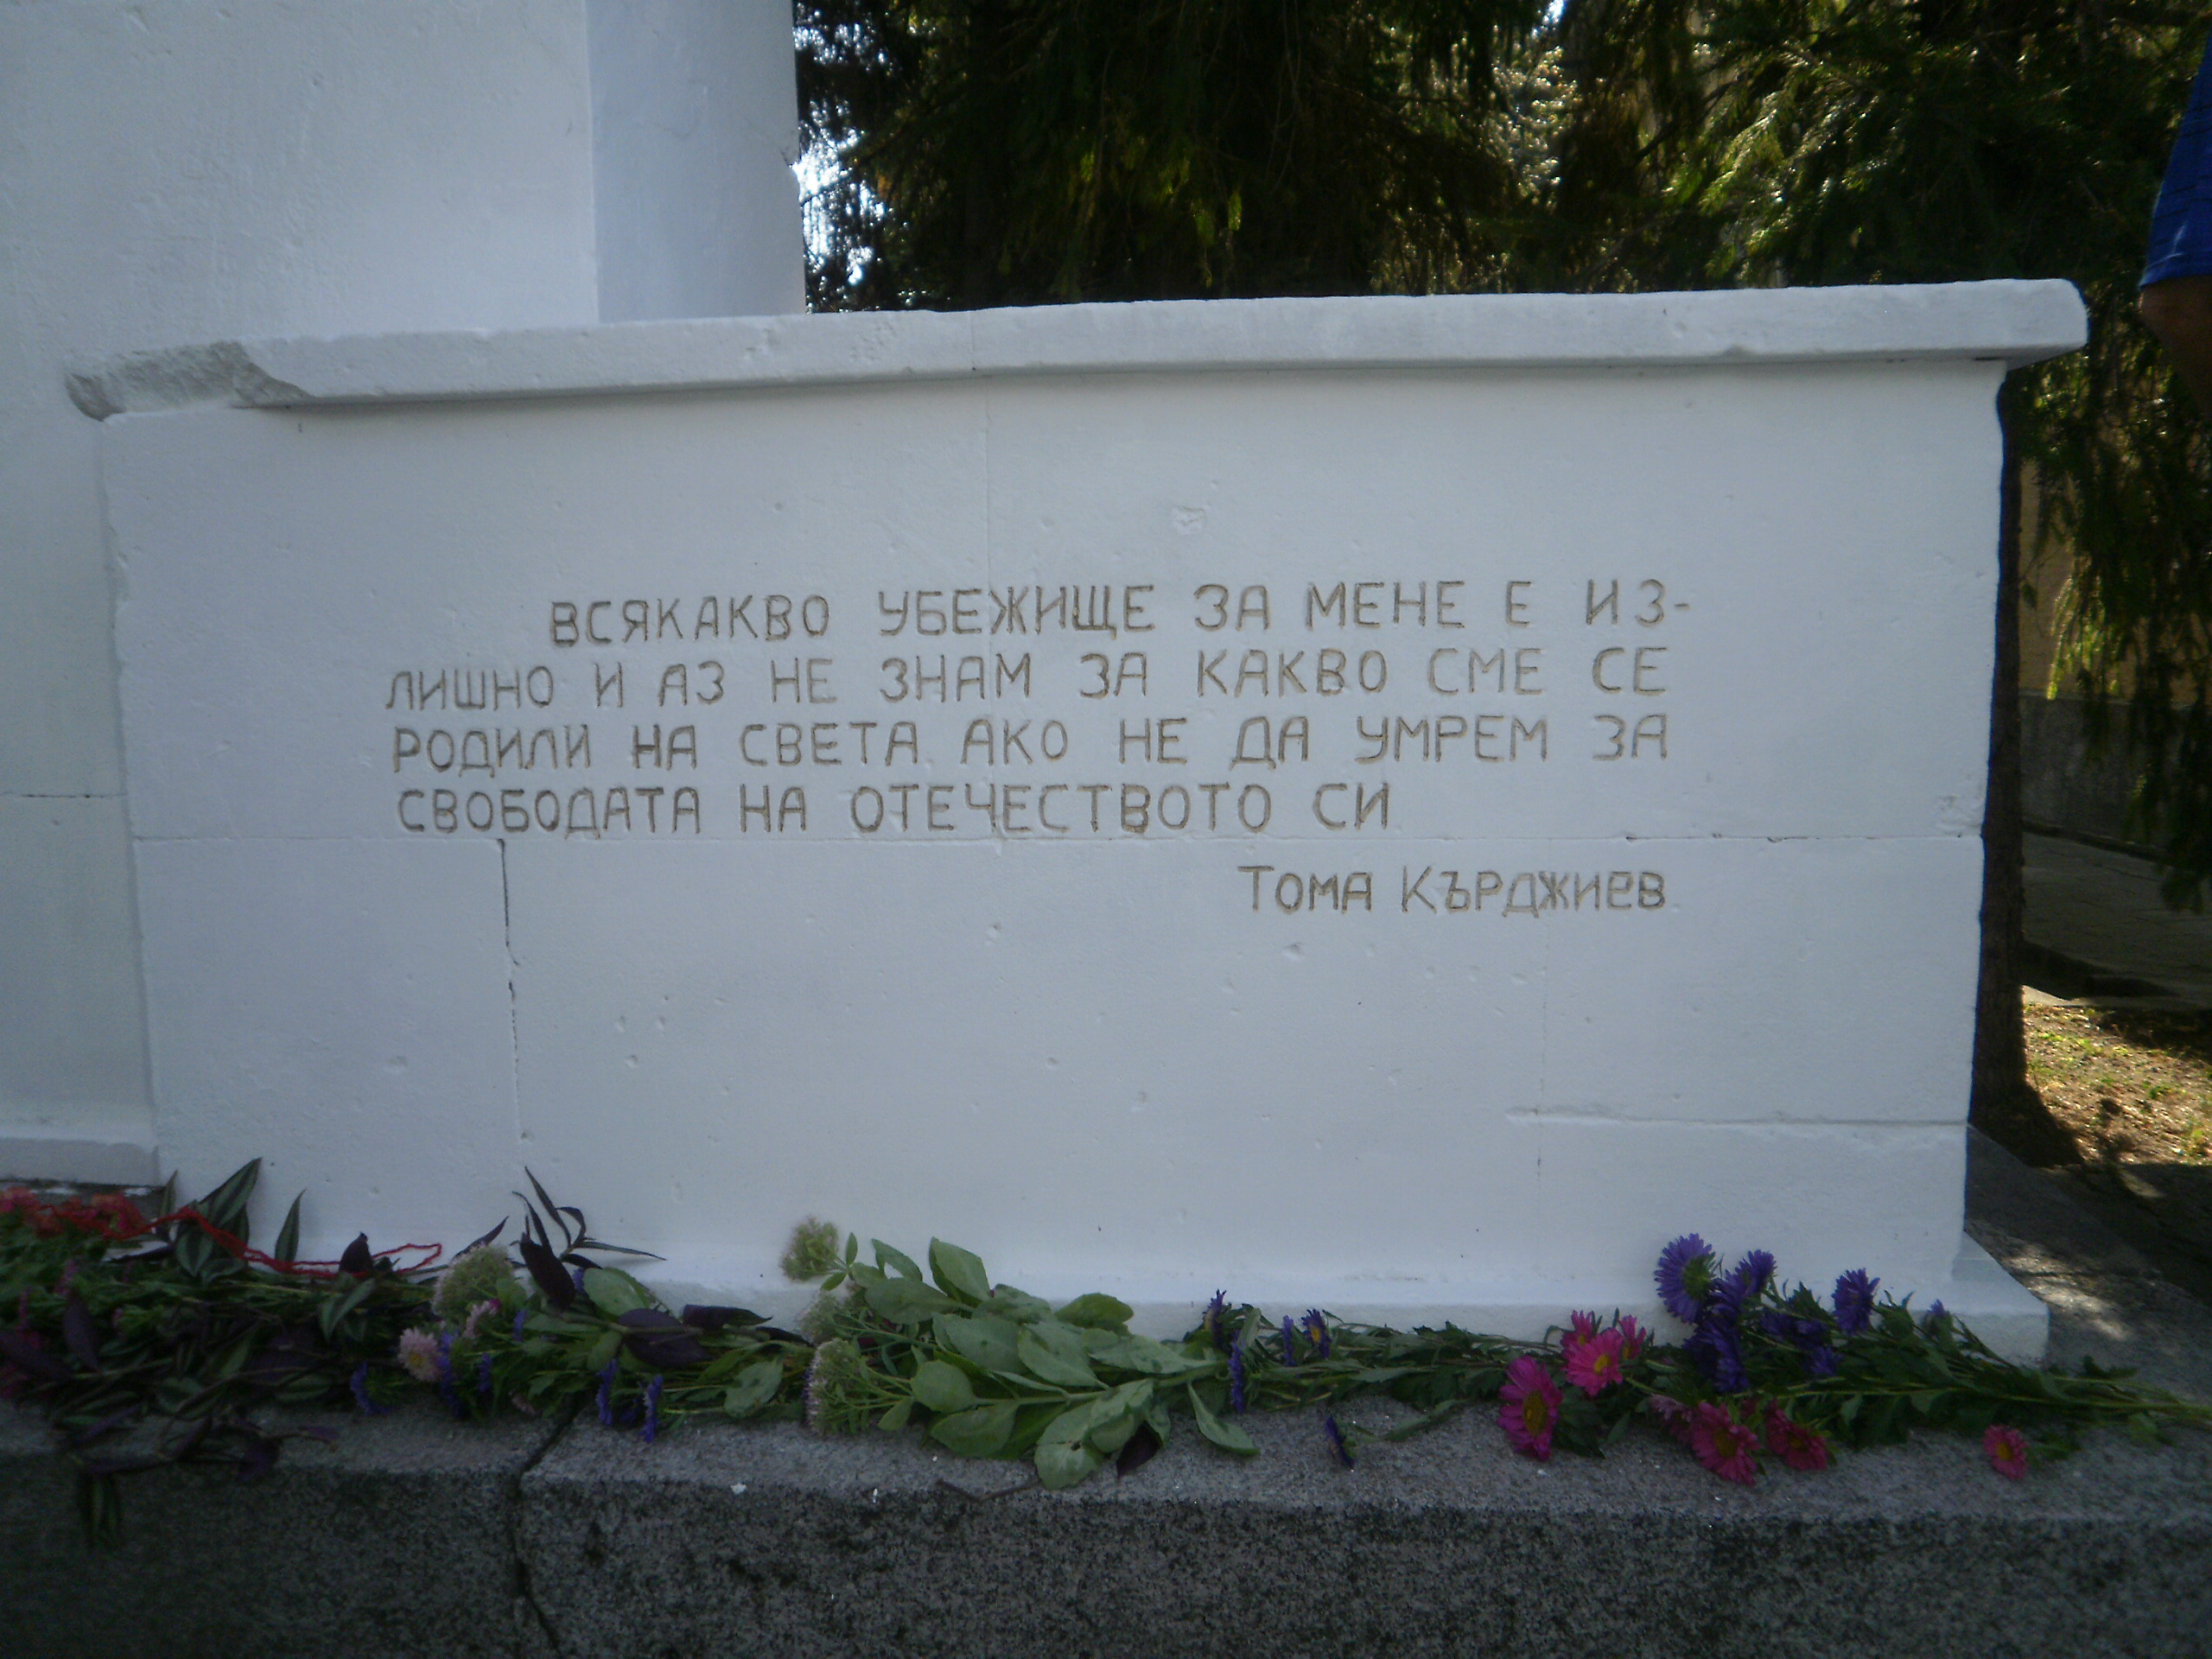 ВСЯКАКВО УБЕЖИЩЕ ЗА МЕНЕ Е ИЗ-
ЛИШНО И АЗ НЕ ЗНАМ ЗА КАКВО СМЕ СЕ
РОДИЛИ НА СВЕТА АКО НЕ ДА УМРЕМ ЗА
СВОБОДАТА НА ОТЕЧЕСТВОТО СИ
ТОМА КЪРДЖИЕВ